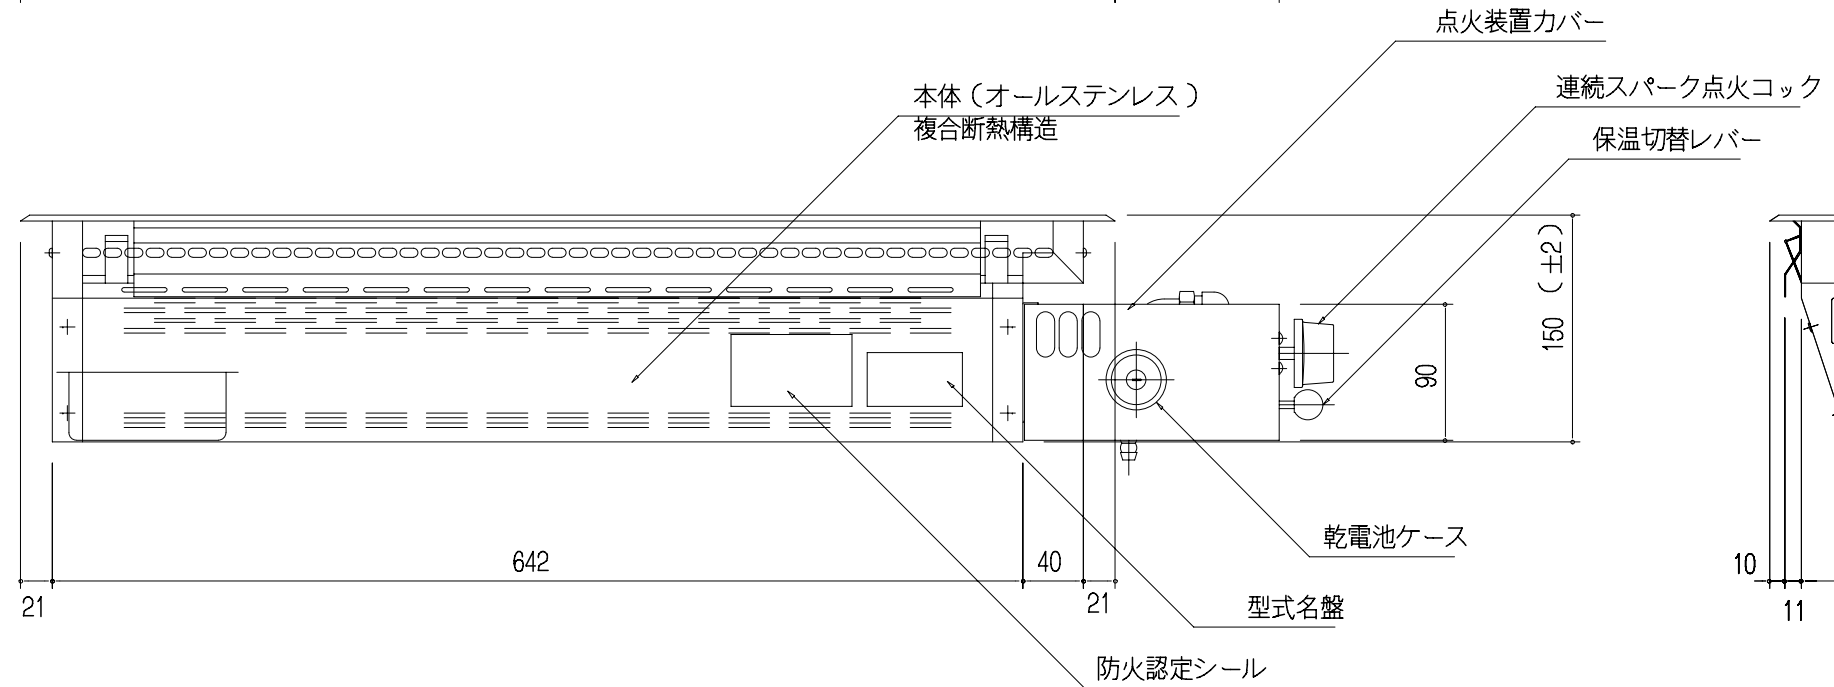 点火装置カバー
連続スパーク点火コック
本体(オールステンレス)
複合断熱構造
保温切替レバー
150(±2)
90
乾電池ケース
642
40
10
21
21
11
型式名盤
防火認定シール